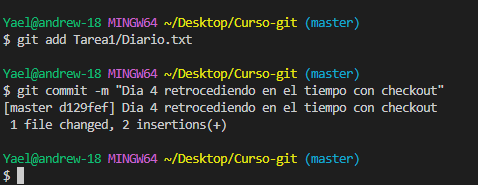 Yael@andrew-18 MINGW64 ~/Desktop/Curso-git (master)
$ git add Tarea1/Diario.txt
Yael@andrew-18 MINGW64 ~/Desktop/Curso-git (master)
$ git commit -m "Dia 4 retrocediendo en el tiempo con checkout"
[master d129fef] Dia 4 retrocediendo en el tiempo con checkout
 1 file changed, 2 insertions(+)
Yael@andrew-18 MINGW64 ~/Desktop/Curso-git (master)
$